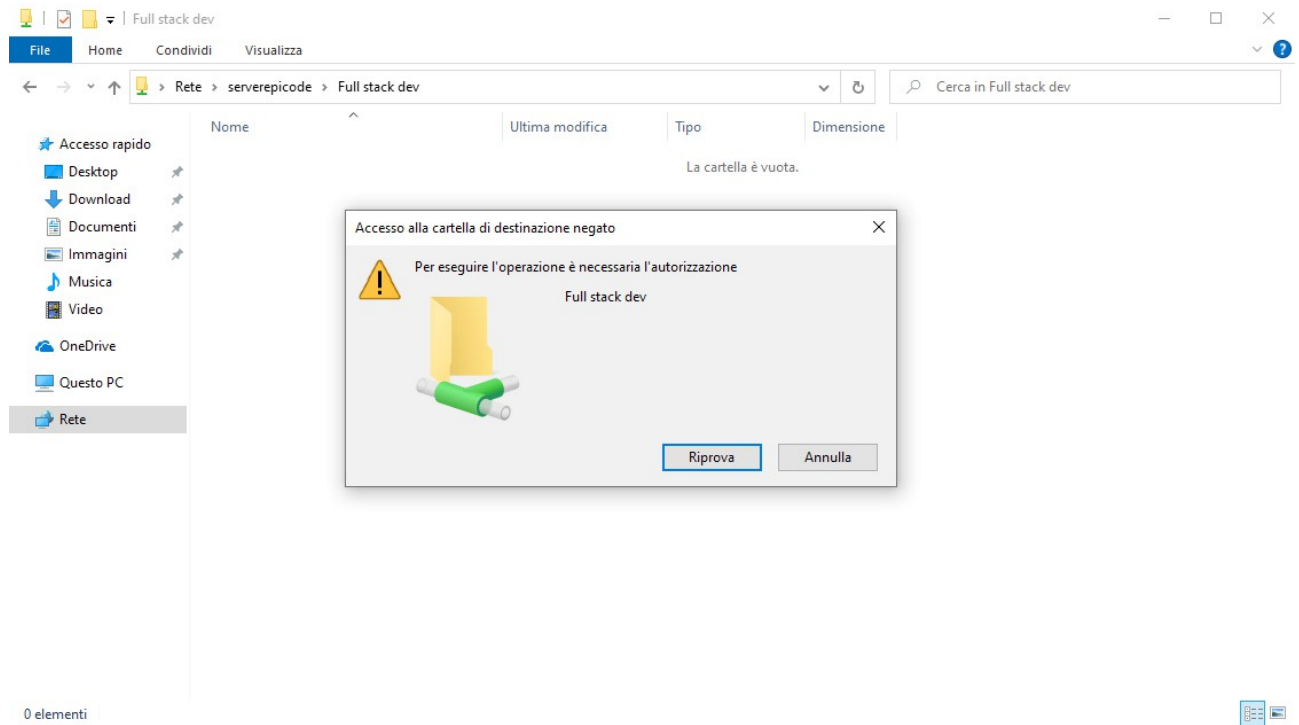 Full stack dev
File Home Condividi Visualizza
Rete > serverepicode > Full stack dev
Cerca in Full stack dev
Nome Ultima modifica Tipo Dimensione
La cartella è vuota.
Accesso rapido
Desktop
Download
Documenti
Immagini
Musica
Video
OneDrive
Questo PC
Rete
Accesso alla cartella di destinazione negato
Per eseguire l'operazione è necessaria l'autorizzazione
Full stack dev
Riprova Annulla
0 elementi